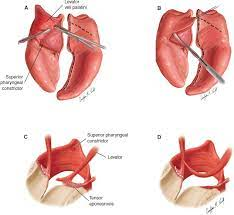 A
Levator
veli palatini
B
Superior
pharyngeal
constrictor
C
Superior pharyngeal
constrictor
Levator
Tensor
aponeurosis
D